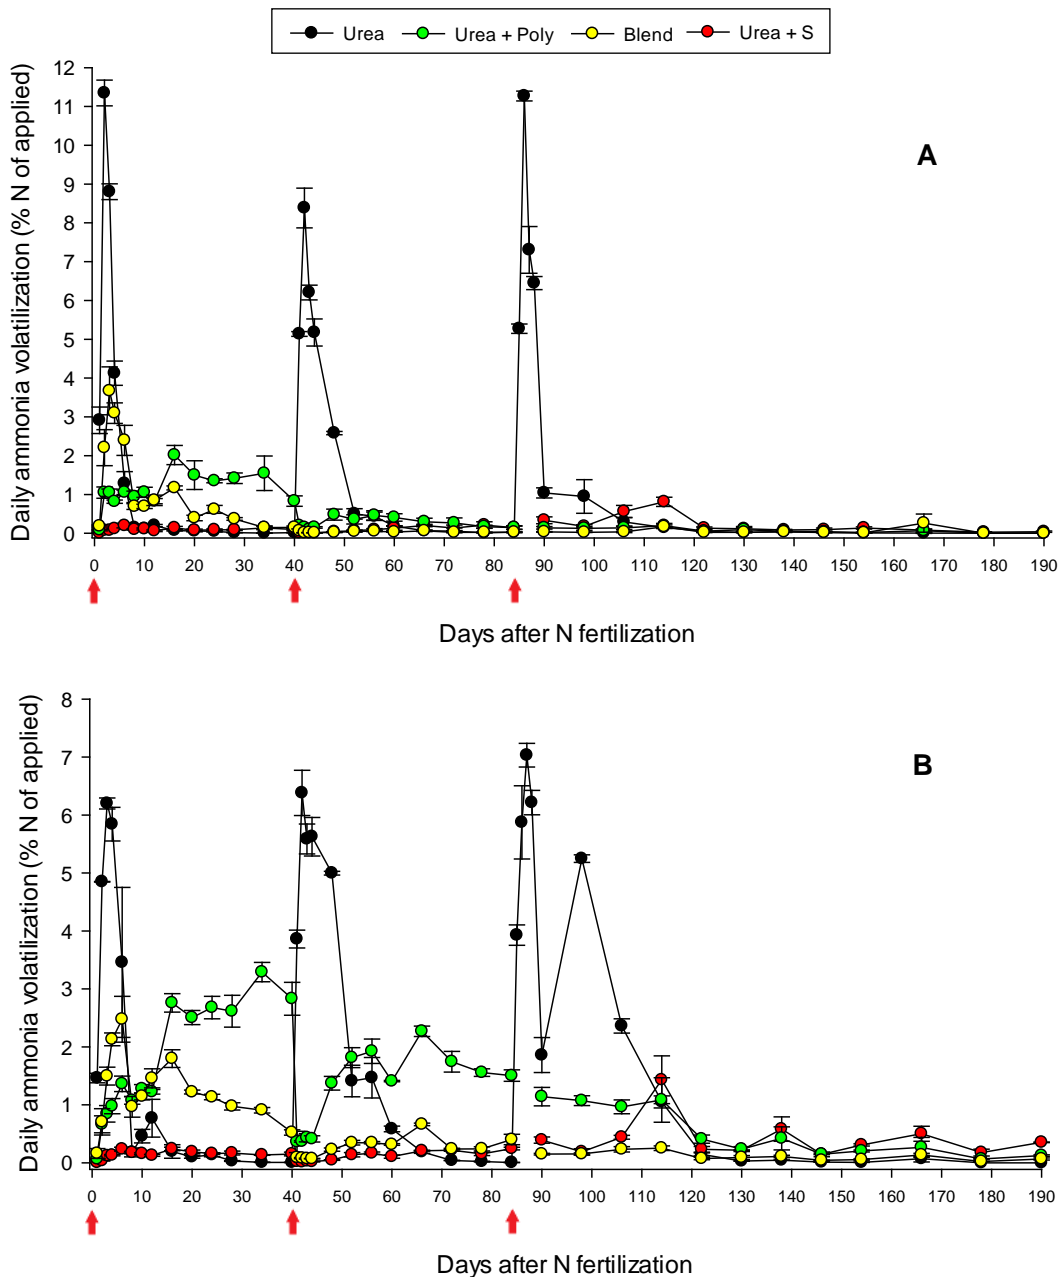 Urea Urea + Poly Blend Urea + S
Daily ammonia volatilization (% N of applied)
12
11
10
9
8
7
6
5
4
3
2
1
0
A
0 10 20 30 40 50 60 70 80 90 100 110 120 130 140 150 160 170 180 190
Days after N fertilization
Daily ammonia volatilization (% N of applied)
8
7
6
5
4
3
2
1
0
B
0 10 20 30 40 50 60 70 80 90 100 110 120 130 140 150 160 170 180 190
Days after N fertilization